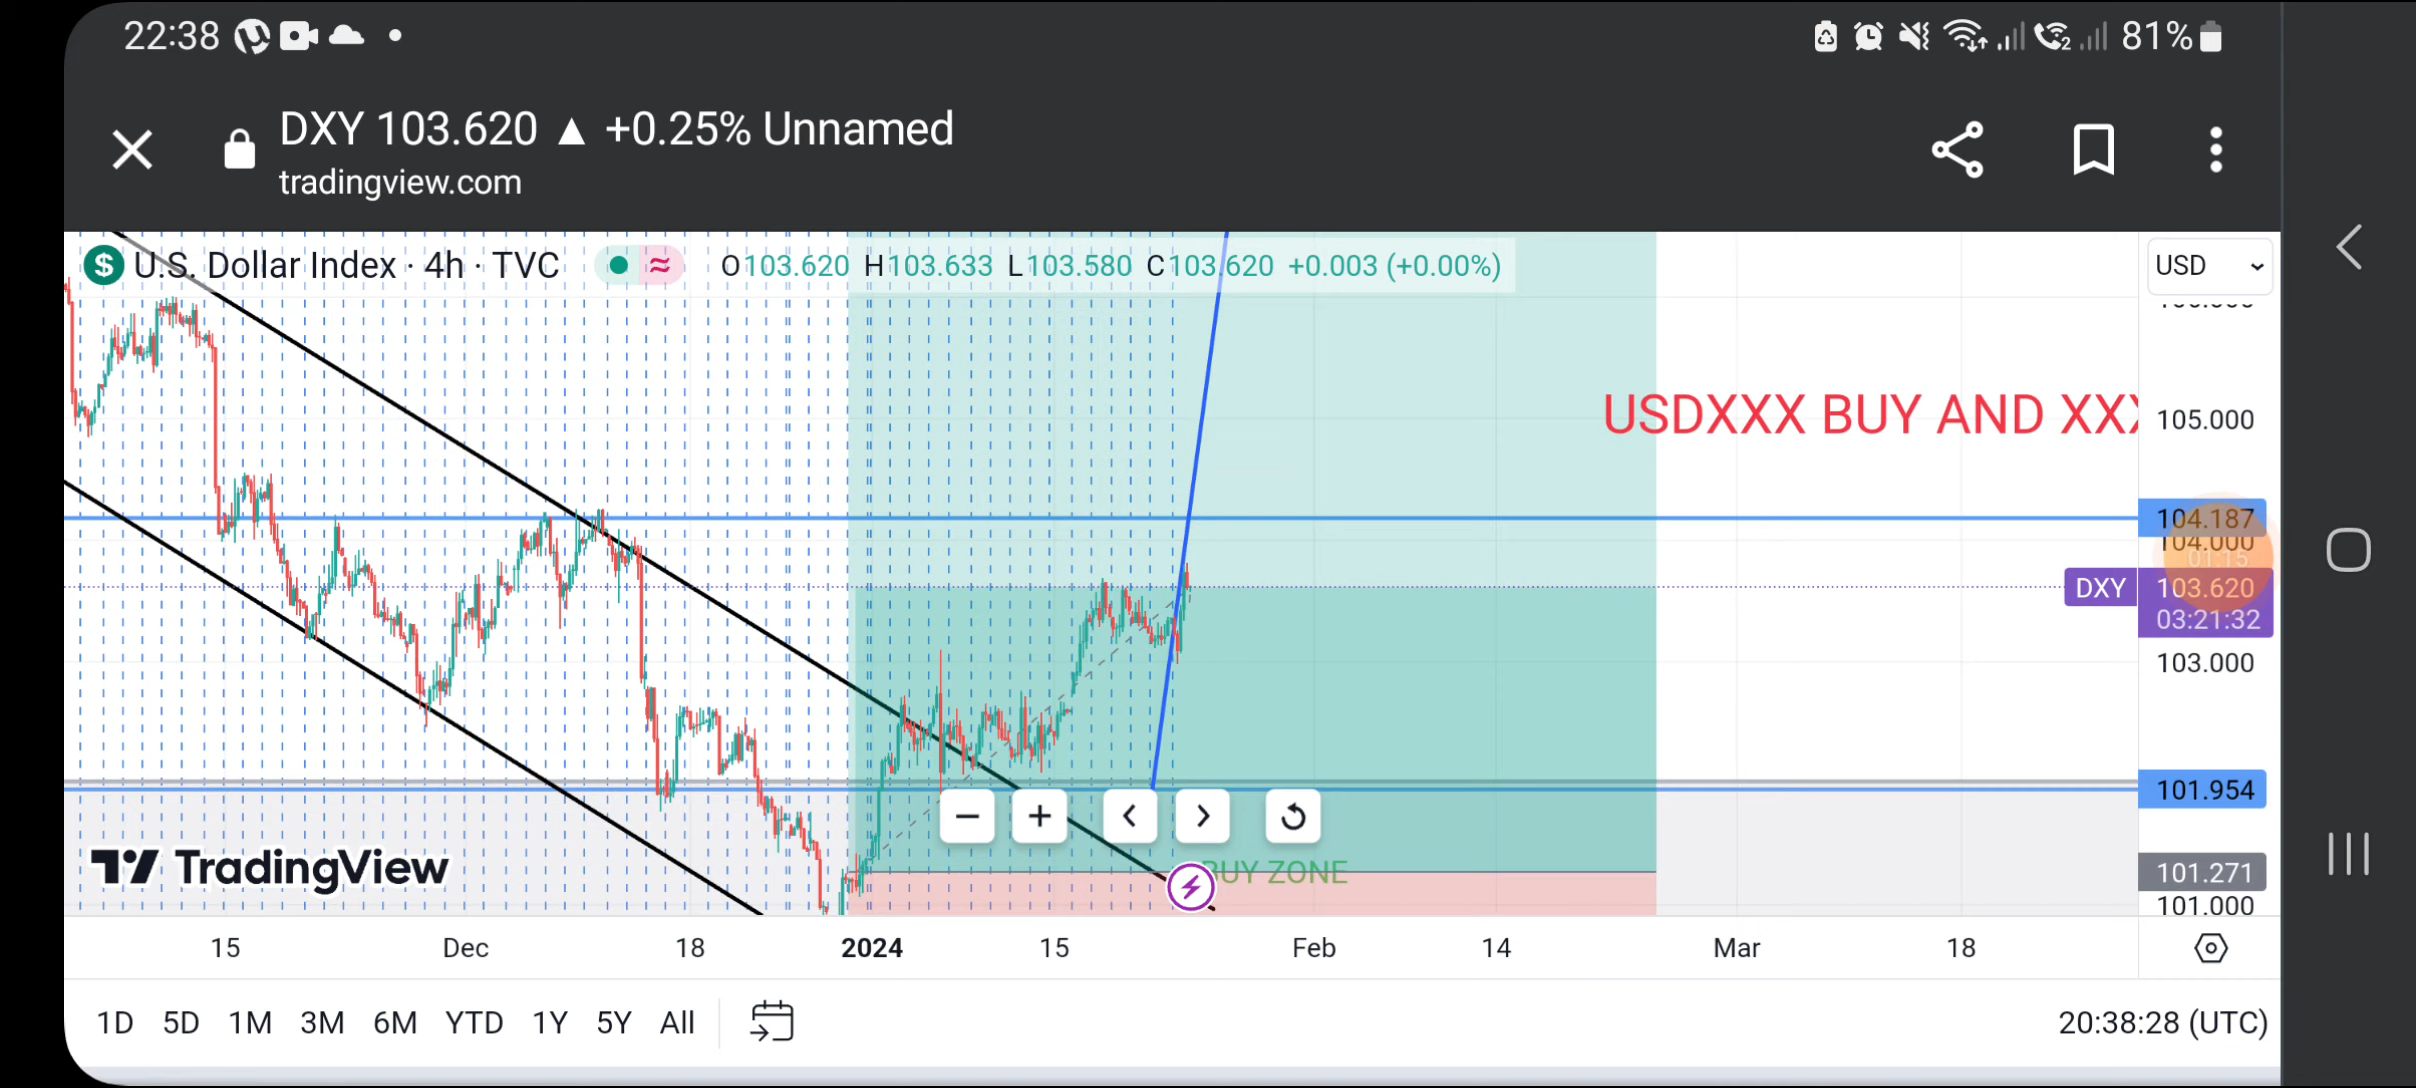 22:38
81%
DXY 103.620 ▲ +0.25% Unnamed
tradingview.com
U.S. Dollar Index · 4h · TVC
O103.620 H103.633 L103.580 C103.620 +0.003 (+0.00%)
USD
USDXXX BUY AND
105.000
104.187
104.000
01:15
DXY 103.620
03:21:32
103.000
101.954
TradingView
BUY ZONE
101.271
101.000
15 Dec 18 2024 15 Feb 14 Mar 18
1D 5D 1M 3M 6M YTD 1Y 5Y All
20:38:28 (UTC)